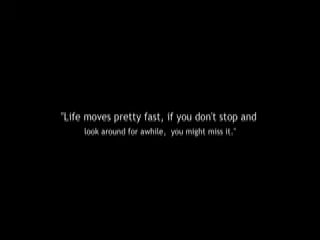 "Life moves pretty fast, if you don't stop and
look around for awhile,  you might miss it."